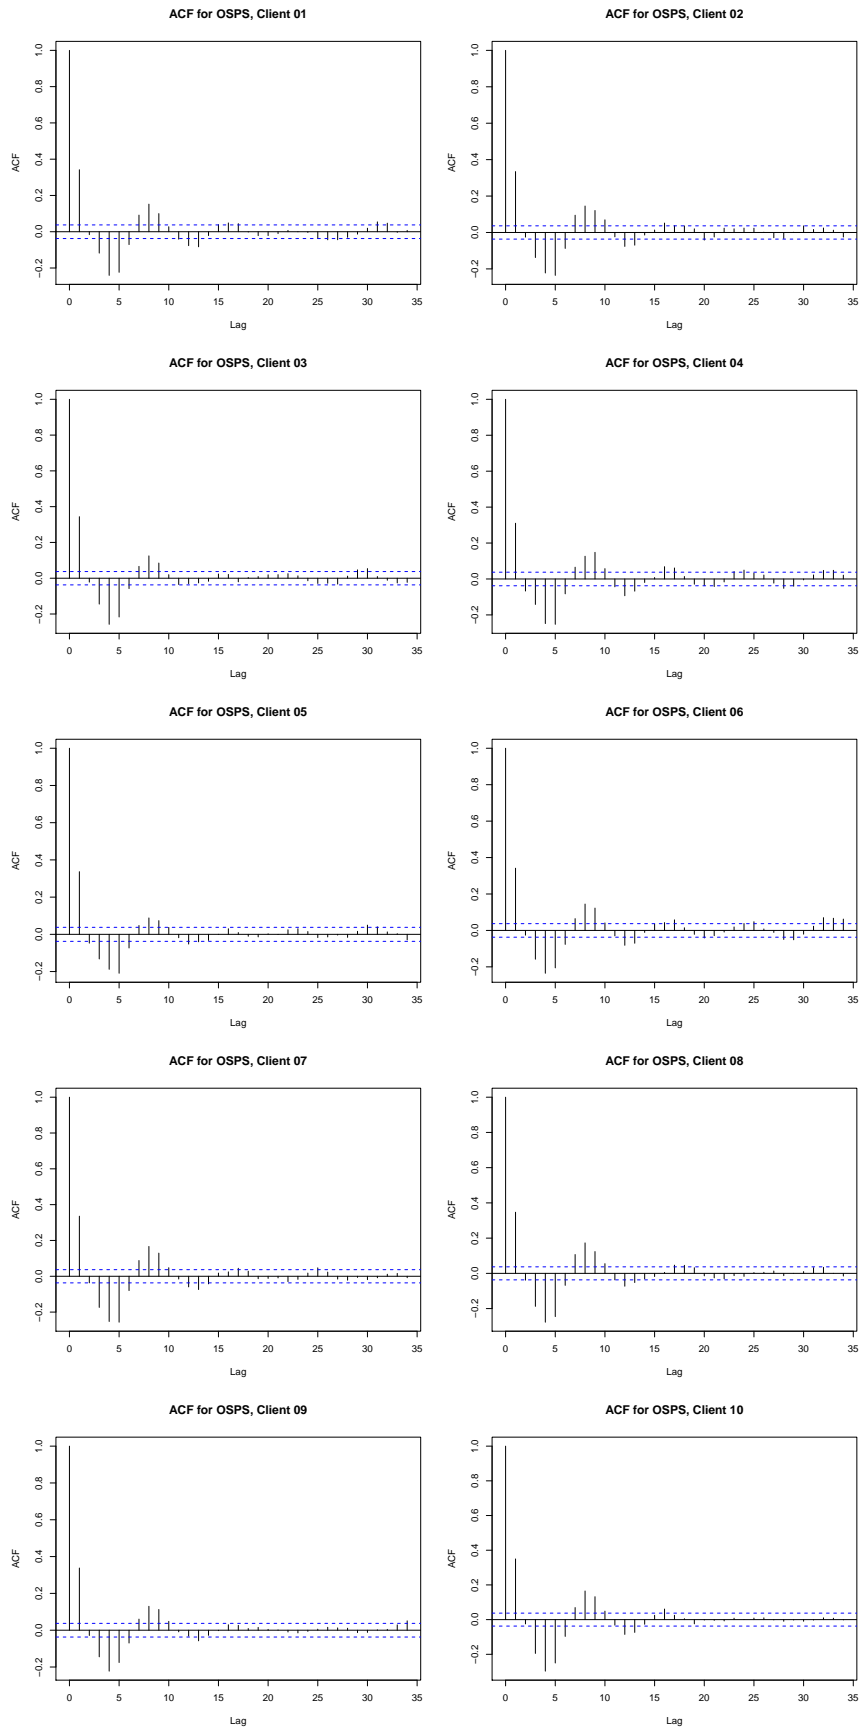 ACF for OSPS, Client 01
1.0
0.8
0.6
0.4
0.2
0.0
−0.2
ACF
0 5 10 15 20 25 30 35
Lag
ACF for OSPS, Client 02
1.0
0.8
0.6
0.4
0.2
0.0
−0.2
ACF
0 5 10 15 20 25 30 35
Lag
ACF for OSPS, Client 03
1.0
0.8
0.6
0.4
0.2
0.0
−0.2
ACF
0 5 10 15 20 25 30 35
Lag
ACF for OSPS, Client 04
1.0
0.8
0.6
0.4
0.2
0.0
−0.2
ACF
0 5 10 15 20 25 30 35
Lag
ACF for OSPS, Client 05
1.0
0.8
0.6
0.4
0.2
0.0
−0.2
ACF
0 5 10 15 20 25 30 35
Lag
ACF for OSPS, Client 06
1.0
0.8
0.6
0.4
0.2
0.0
−0.2
ACF
0 5 10 15 20 25 30 35
Lag
ACF for OSPS, Client 07
1.0
0.8
0.6
0.4
0.2
0.0
−0.2
ACF
0 5 10 15 20 25 30 35
Lag
ACF for OSPS, Client 08
1.0
0.8
0.6
0.4
0.2
0.0
−0.2
ACF
0 5 10 15 20 25 30 35
Lag
ACF for OSPS, Client 09
1.0
0.8
0.6
0.4
0.2
0.0
−0.2
ACF
0 5 10 15 20 25 30 35
Lag
ACF for OSPS, Client 10
1.0
0.8
0.6
0.4
0.2
0.0
−0.2
ACF
0 5 10 15 20 25 30 35
Lag